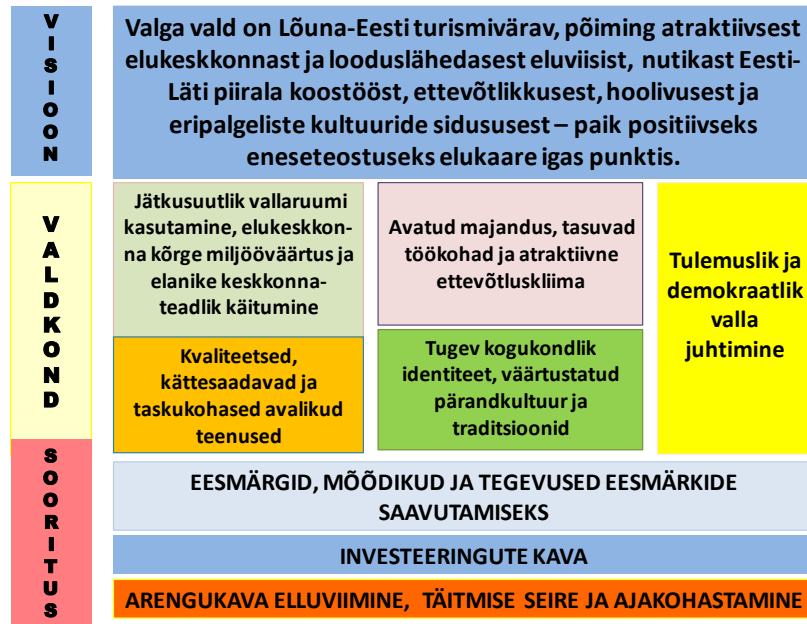 VISIOON
Valga vald on Lõuna-Eesti turismivärav, põiming atraktiivsest
elukeskkonnast ja looduslähedasest eluviisist, nutikast Eesti-
Läti piirala koostööst, ettevõtlikkusest, hoolivusest ja
eripalgeliste kultuuride sidususest – paik positiivseks
eneseteostuseks elukaare igas punktis.
VALDKOND
Jätkusuutlik vallaruumi
kasutamine, elukeskkon-
na kõrge miljööväärtus ja
elanike keskkonna-
teadlik käitumine
Avatud majandus, tasuvad
töökohad ja atraktiivne
ettevõtluskliima
Tulemuslik ja
demokraatlik
valla
juhtimine
Kvaliteetsed,
kättesaadavad ja
taskukohased avalikud
teenused
Tugev kogukondlik
identiteet, väärtustatud
pärandkultuur ja
traditsioonid
SOORITUS
EESMÄRGID, MÕÕDIKUD JA TEGEVUSED EESMÄRKIDE
SAAVUTAMISEKS
INVESTEERINGUTE KAVA
ARENGUKAVA ELLUVIIMINE, TÄITMISE SEIRE JA AJAKOHASTAMINE